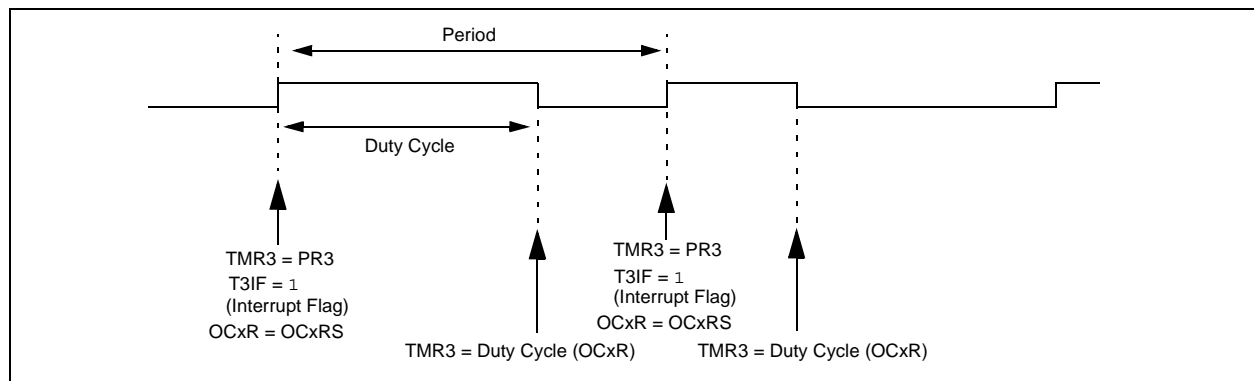 Period
Duty Cycle
TMR3 = PR3
T3IF = 1
(Interrupt Flag)
OCxR = OCxRS
TMR3 = Duty Cycle (OCxR)
TMR3 = PR3
T3IF = 1
(Interrupt Flag)
OCxR = OCxRS
TMR3 = Duty Cycle (OCxR)